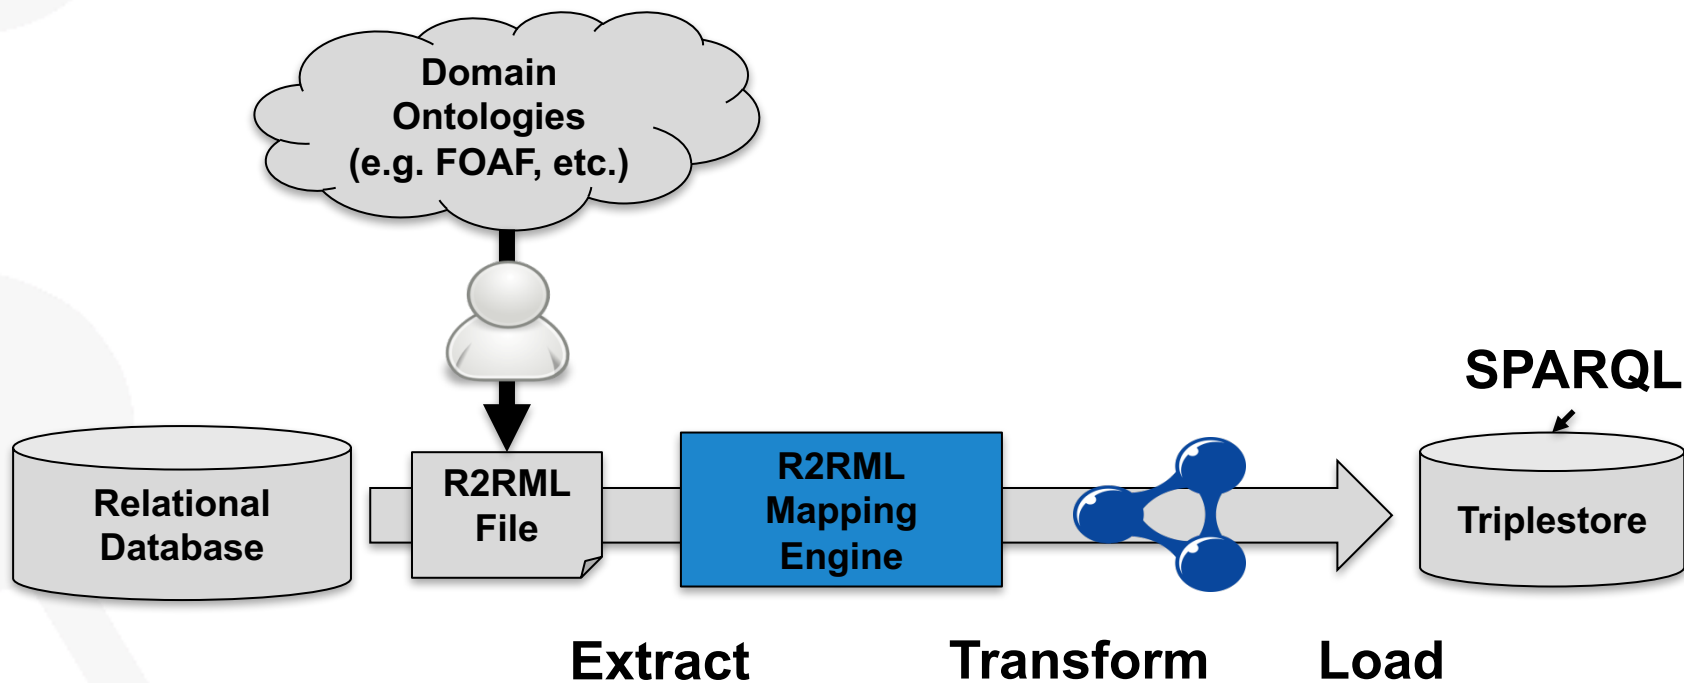 Domain
Ontologies
(e.g. FOAF, etc.)
SPARQL
Relational
Database
R2RML
File
R2RML
Mapping
Engine
Triplestore
Extract
Transform
Load